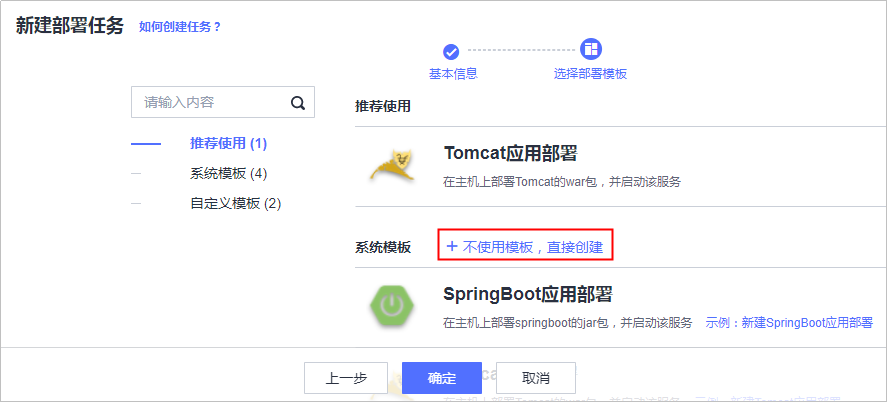 新建部署任务 如何创建任务？
基本信息 选择部署模板
请输入内容
推荐使用 (1)
系统模板 (4)
自定义模板 (2)
推荐使用
Tomcat应用部署
在主机上部署Tomcat的war包，并启动该服务
系统模板 + 不使用模板，直接创建
SpringBoot应用部署
在主机上部署springboot的jar包，并启动该服务 示例：新建SpringBoot应用部署
上一步 确定 取消